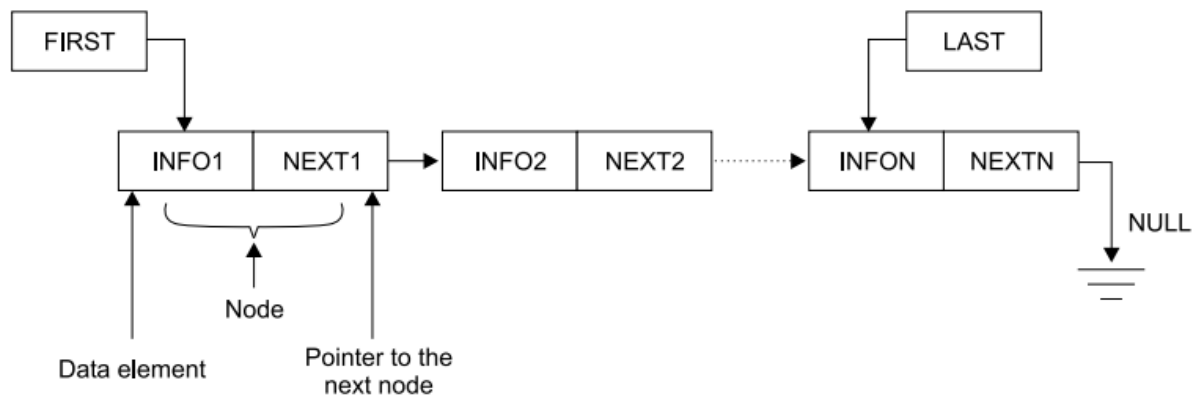 FIRST
LAST
INFO1
NEXT1
INFO2
NEXT2
INFON
NEXTN
NULL
Node
Data element
Pointer to the
next node